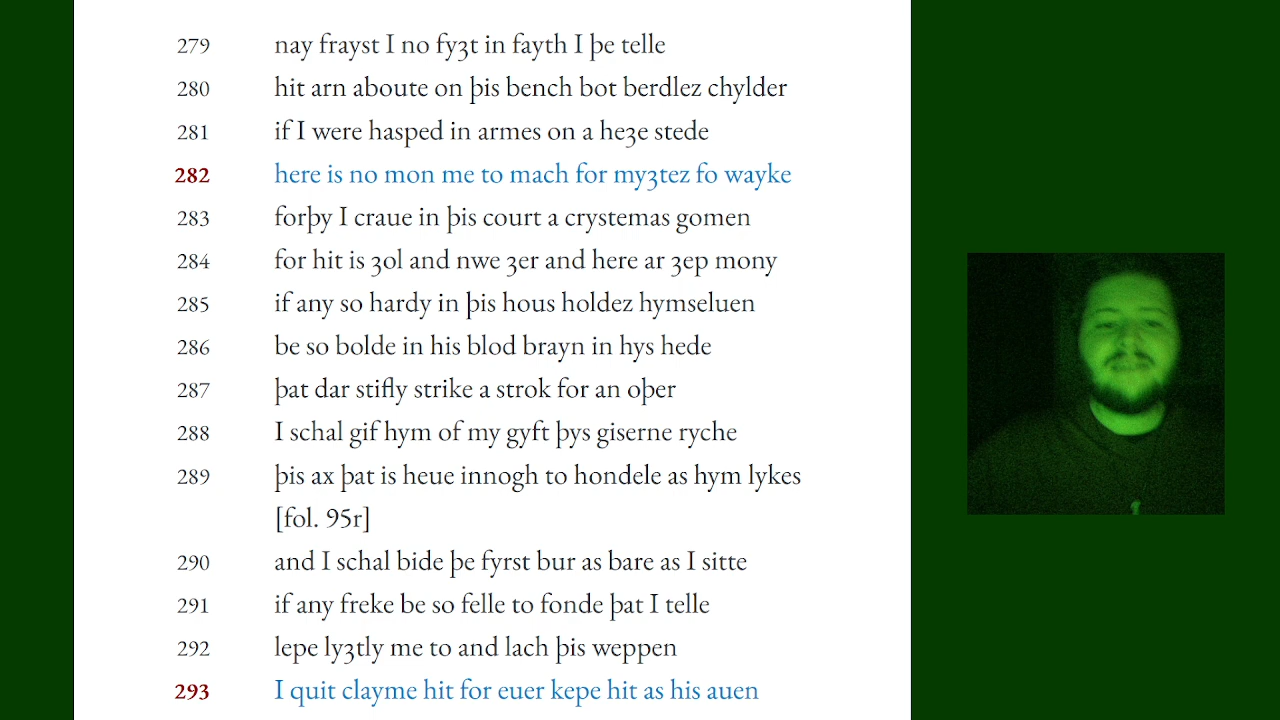 279 nay frayst I no fyȝt in fayth I þe telle
280 hit arn aboute on þis bench bot berdlez chylder
281 if I were hasped in armes on a heȝe stede
282 here is no mon me to mach for myȝtez fo wayke
283 forþy I craue in þis court a crystemas gomen
284 for hit is ȝol and nwe ȝer and here ar ȝep mony
285 if any so hardy in þis hous holdez hymseluen
286 be so bolde in his blod brayn in hys hede
287 þat dar stifly strike a strok for an oþer
288 I schal gif hym of my gyft þys giserne ryche
289 þis ax þat is heue innogh to hondele as hym lykes
[fol. 95r]
290 and I schal bide þe fyrst bur as bare as I sitte
291 if any freke be so felle to fonde þat I telle
292 lepe lyȝtly me to and lach þis weppen
293 I quit clayme hit for euer kepe hit as his auen